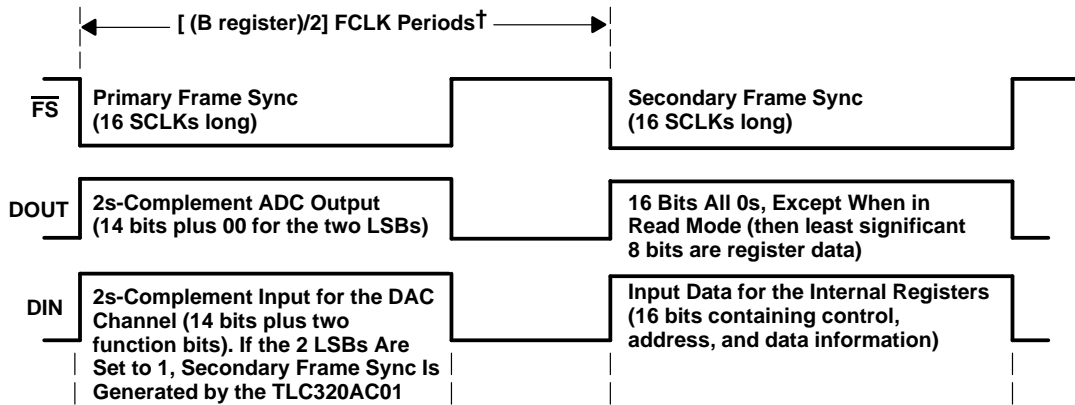 [ (B register)/2] FCLK Periods†
FS
Primary Frame Sync
(16 SCLKs long)
Secondary Frame Sync
(16 SCLKs long)
DOUT
2s-Complement ADC Output
(14 bits plus 00 for the two LSBs)
16 Bits All 0s, Except When in
Read Mode (then least significant
8 bits are register data)
DIN
2s-Complement Input for the DAC
Channel (14 bits plus two
function bits). If the 2 LSBs Are
Set to 1, Secondary Frame Sync Is
Generated by the TLC320AC01
Input Data for the Internal Registers
(16 bits containing control,
address, and data information)